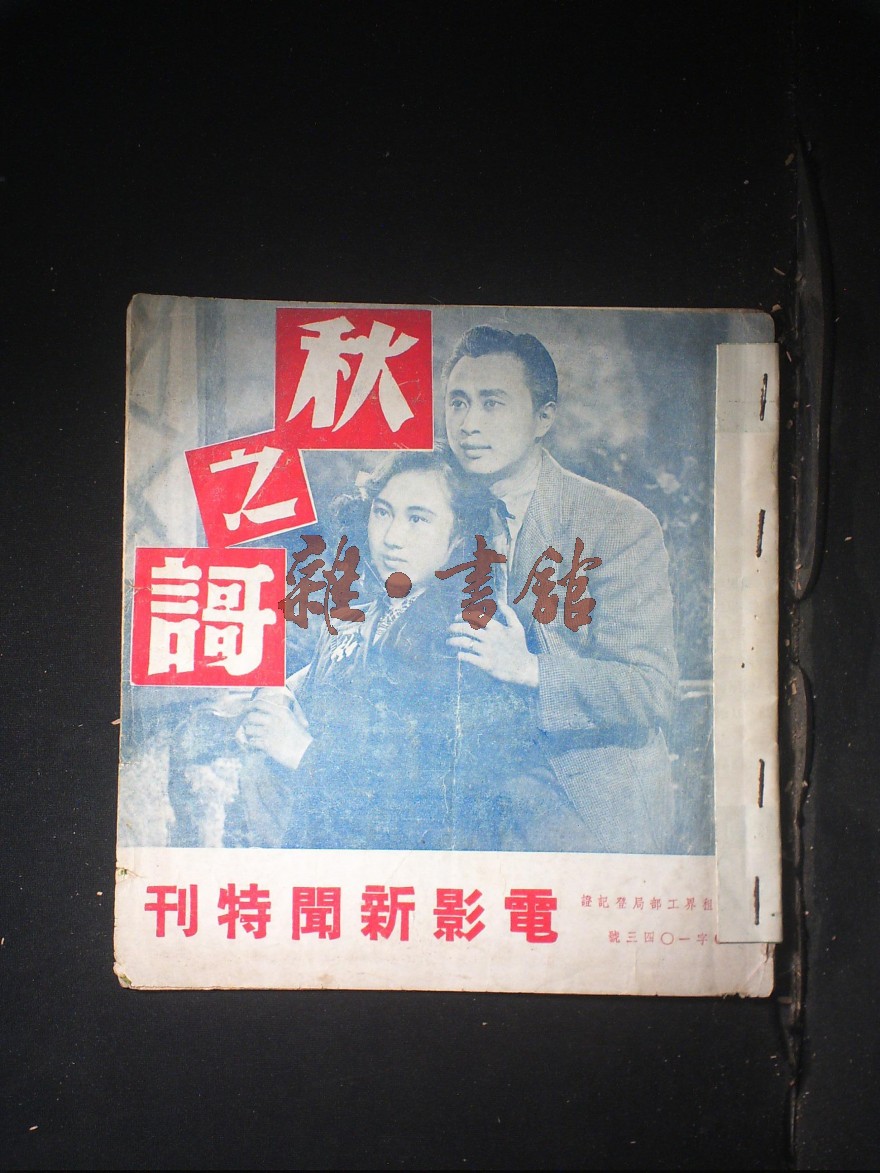 秋
之
謌
雜·書館
電影新聞特刊
租界工部局登記證
字一〇四三號